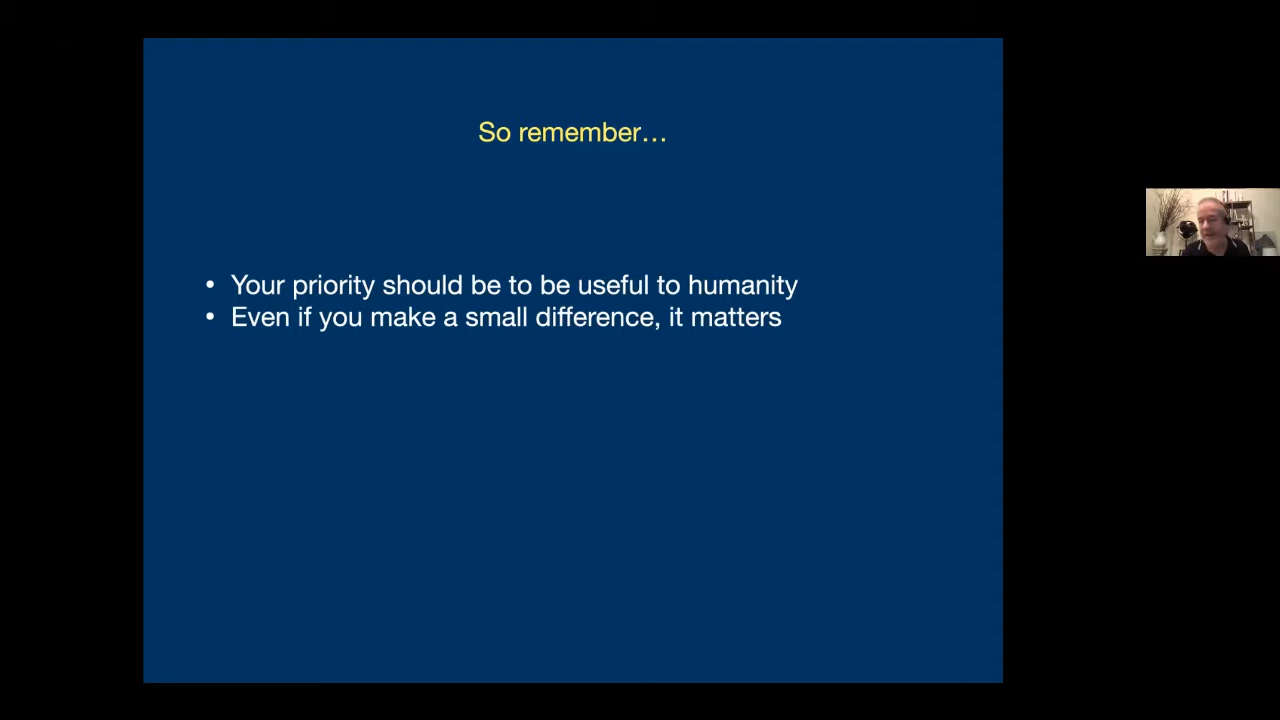 So remember…
• Your priority should be to be useful to humanity
• Even if you make a small difference, it matters